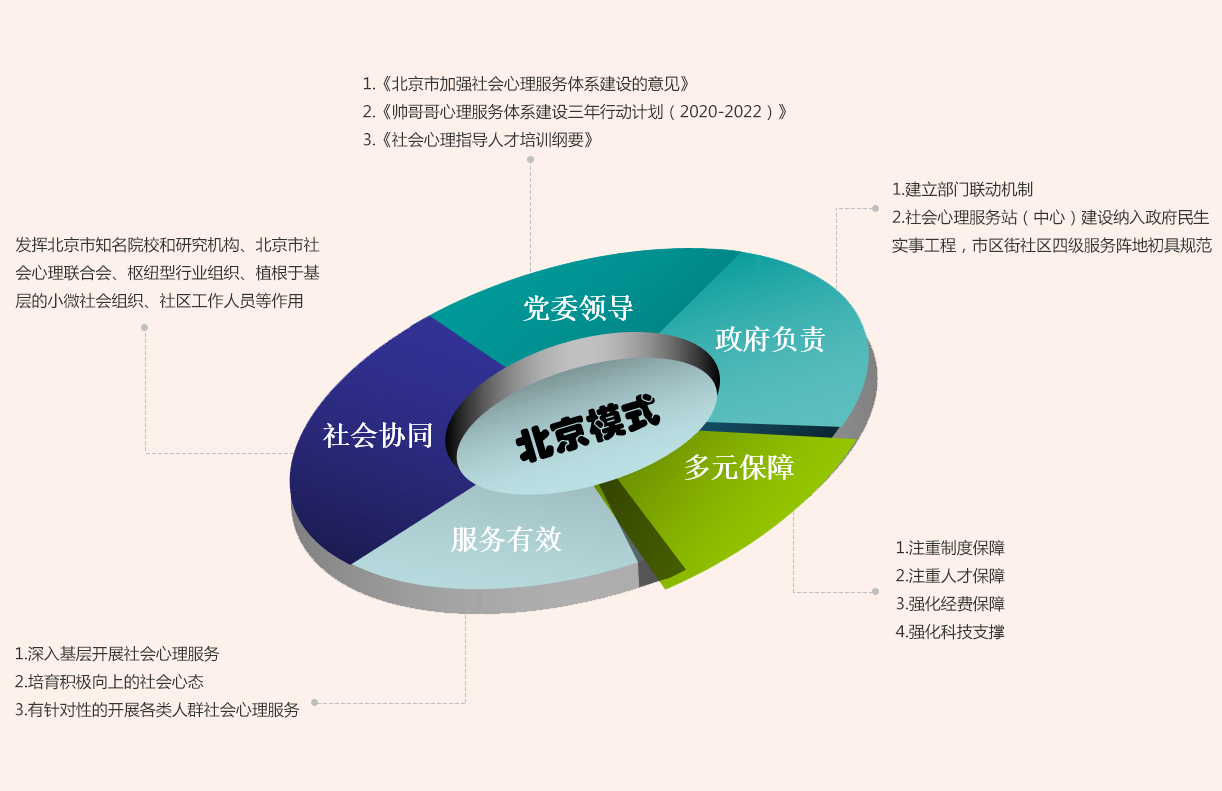 1.《北京市加强社会心理服务体系建设的意见》
2.《帅哥哥心理服务体系建设三年行动计划（2020-2022）》
3.《社会心理指导人才培训纲要》
1.建立部门联动机制
2.社会心理服务站（中心）建设纳入政府民生
实事工程，市区街社区四级服务阵地初具规范
发挥北京市知名院校和研究机构、北京市社
会心理联合会、枢纽型行业组织、植根于基
层的小微社会组织、社区工作人员等作用
党委领导
政府负责
社会协同
北京模式
多元保障
服务有效
1.注重制度保障
2.注重人才保障
3.强化经费保障
4.强化科技支撑
1.深入基层开展社会心理服务
2.培育积极向上的社会心态
3.有针对性的开展各类人群社会心理服务